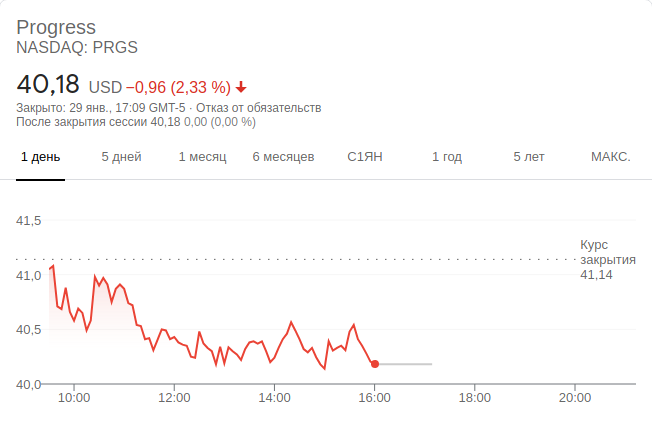 Progress
NASDAQ: PRGS
40,18 USD −0,96 (2,33 %)
Закрыто: 29 янв., 17:09 GMT-5 · Отказ от обязательств
После закрытия сессии 40,18 0,00 (0,00 %)
1 день 5 дней 1 месяц 6 месяцев С1ЯН 1 год 5 лет МАКС.
41,5
Курс
закрытия
41,14
41,0
40,5
40,0
10:00 12:00 14:00 16:00 18:00 20:00